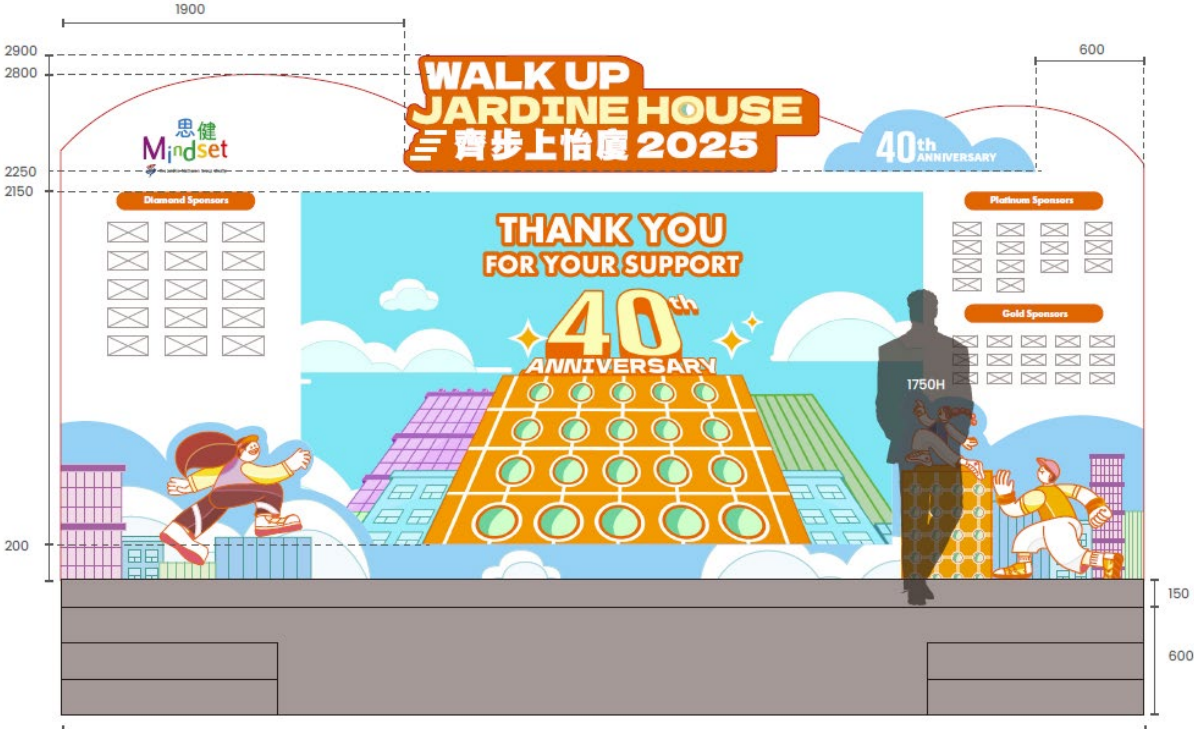 1900
2900
2800
600
WALK UP
JARDINE HOUSE
齊步上怡廈 2025
思健
Mindset
40th
ANNIVERSARY
2250
2150
Diamond Sponsors
Platinum Sponsors
THANK YOU
FOR YOUR SUPPORT
40th
ANNIVERSARY
Gold Sponsors
1750H
200
150
600